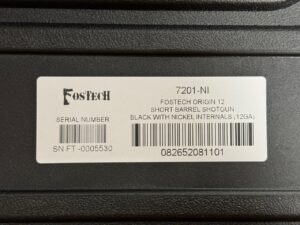 FOSTECH
SERIAL NUMBER
SN FT -0005530
7201-NI
FOSTECH ORIGIN 12
SHORT BARREL SHOTGUN
BLACK WITH NICKEL INTERNALS (12GA)
082652081101